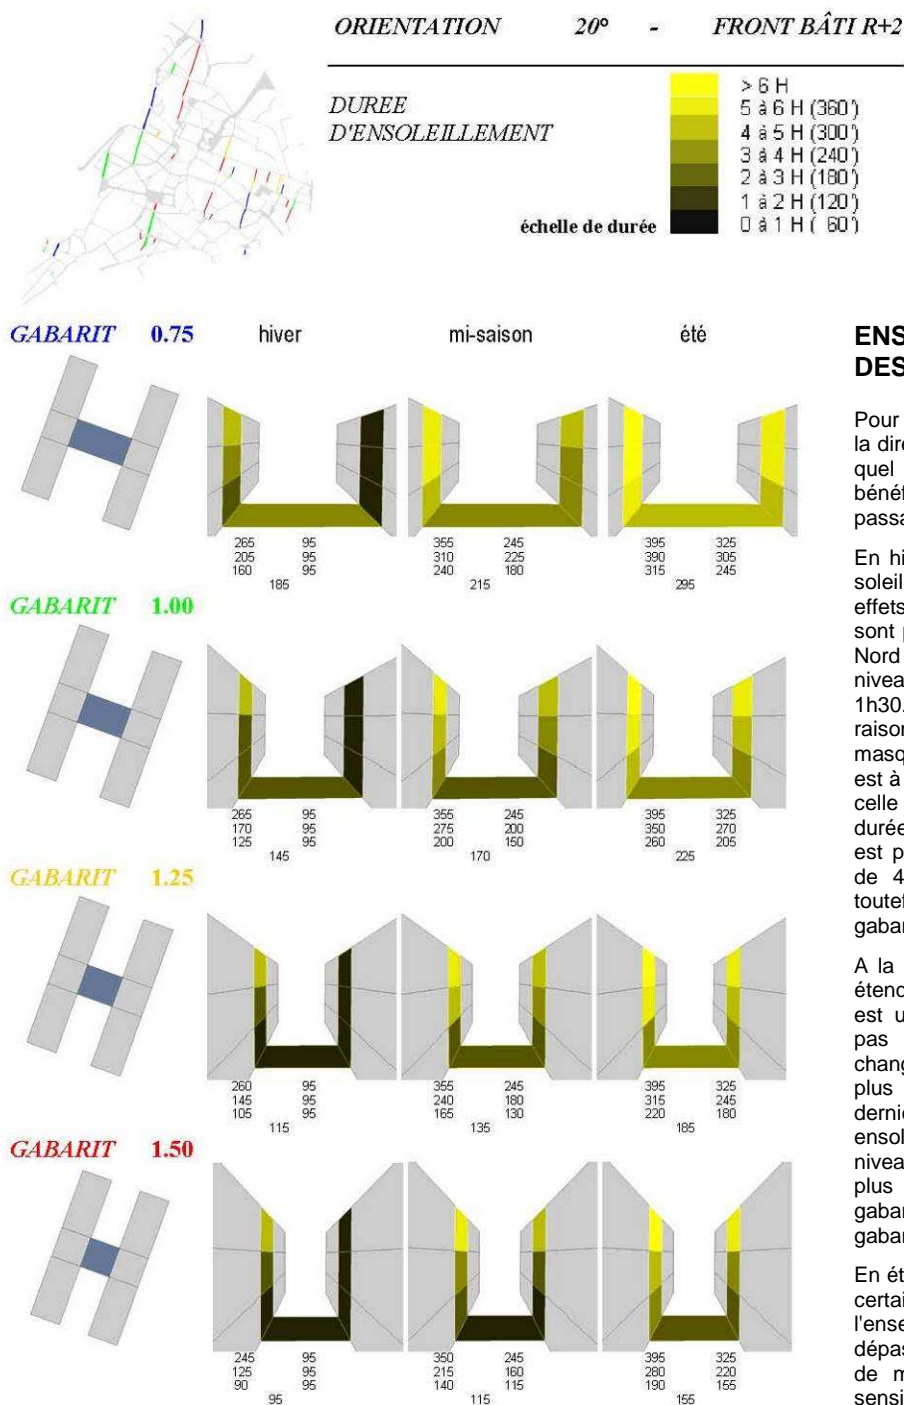 ORIENTATION 20° - FRONT BÂTI R+2
DUREE
D'ENSOLEILLEMENT
> 6 H
5 à 6 H (360')
4 à 5 H (300')
3 à 4 H (240')
2 à 3 H (180')
1 à 2 H (120')
0 à 1 H ( 60')
échelle de durée
GABARIT 0.75
hiver mi-saison été
265 95 355 245 395 325
205 95 310 225 390 305
160 95 240 180 315 245
185 215 295
GABARIT 1.00
265 95 355 245 395 325
170 95 275 200 350 270
125 95 200 150 260 205
145 170 225
GABARIT 1.25
260 95 355 245 395 325
145 95 240 180 315 245
105 95 165 130 220 180
115 135 185
GABARIT 1.50
245 95 350 245 395 325
125 95 215 160 280 220
90 95 140 115 190 155
95 115 155
ENS
DES
Pour
la dire
quel
bénéf
passa
En hi
soleil
effets
sont p
Nord
nivea
1h30.
raison
masq
est à
celle
durée
est p
de 4
toutef
gabar
A la
étend
est u
pas
chang
plus
dernie
ensol
nivea
plus
gabar
gabar
En ét
certai
l'ense
dépas
de m
sensi